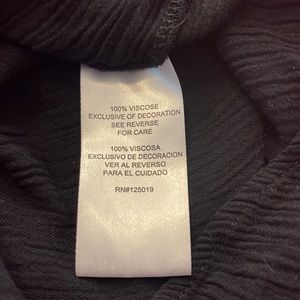 100% VISCOSE
EXCLUSIVE OF DECORATION
SEE REVERSE
FOR CARE
100% VISCOSA
EXCLUSIVO DE DECORACION
VER AL REVERSO
PARA EL CUIDADO
RN#125019